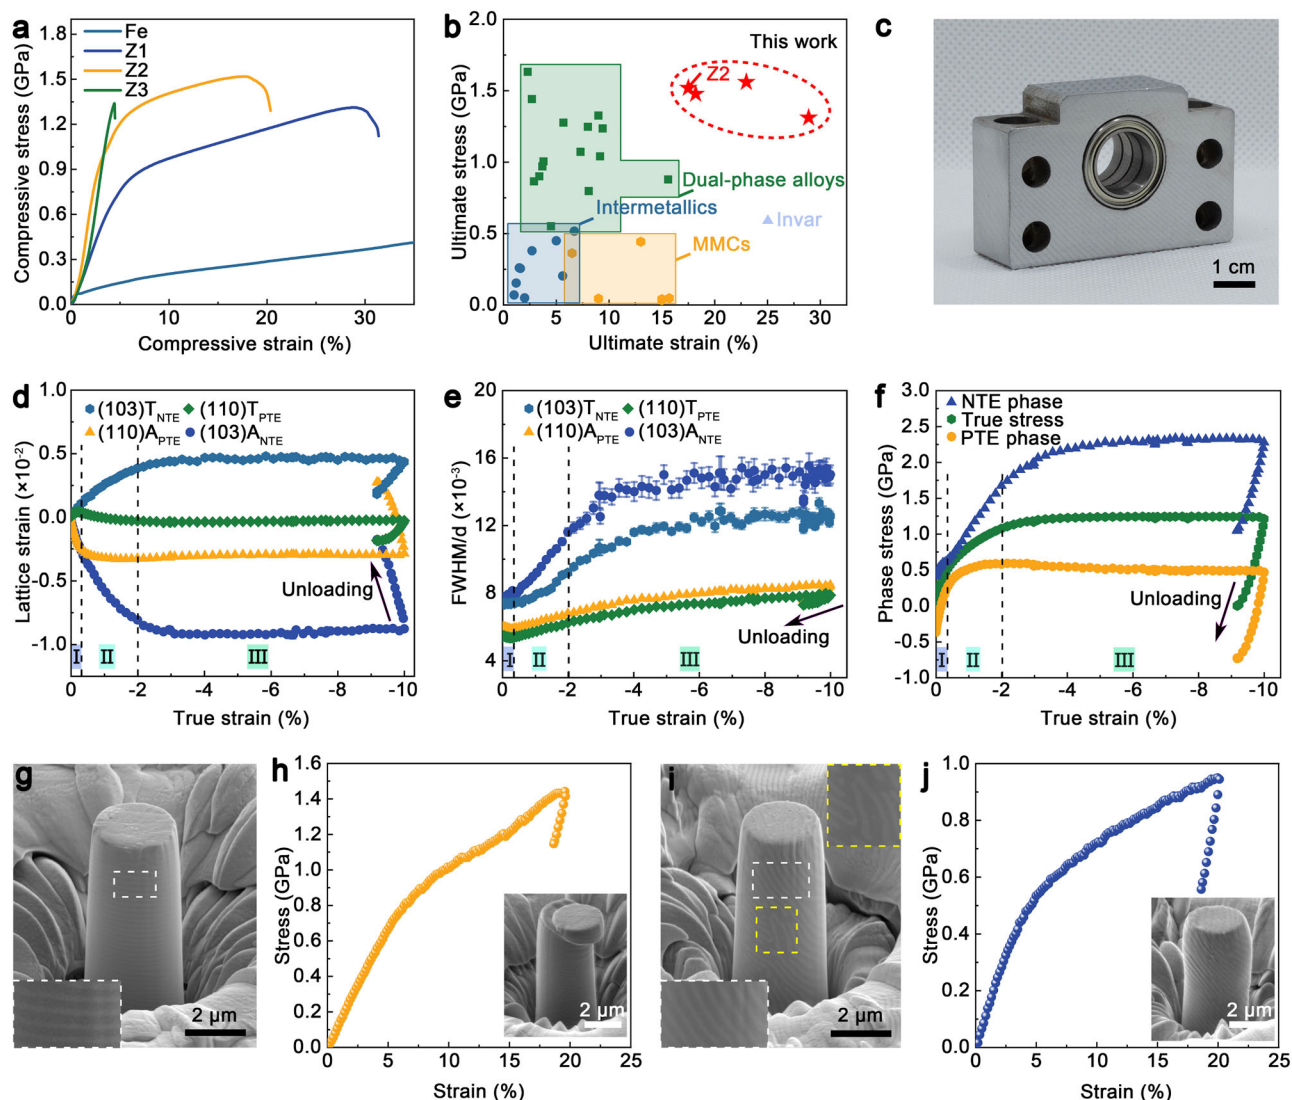 a
Compressive stress (GPa)
1.8
1.5
1.2
0.9
0.6
0.3
0.0
Fe
Z1
Z2
Z3
0 10 20 30
Compressive strain (%)
b
Ultimate stress (GPa)
2.0
1.5
1.0
0.5
0.0
This work
Z2
Dual-phase alloys
Intermetallics
Invar
MMCs
0 5 10 15 20 25 30
Ultimate strain (%)
c
1 cm
d
Lattice strain (×10⁻²)
1.0
0.5
0.0
-0.5
-1.0
(103)T_NTE (110)T_PTE
(110)A_PTE (103)A_NTE
Unloading
I II III
0 -2 -4 -6 -8 -10
True strain (%)
e
FWHM/d (×10⁻³)
20
16
12
8
4
(103)T_NTE (110)T_PTE
(110)A_PTE (103)A_NTE
Unloading
I II III
0 -2 -4 -6 -8 -10
True strain (%)
f
Phase stress (GPa)
3.0
2.5
2.0
1.5
1.0
0.5
0.0
-0.5
-1.0
NTE phase
True stress
PTE phase
Unloading
I II III
0 -2 -4 -6 -8 -10
True strain (%)
g
2 μm
h
Stress (GPa)
1.6
1.4
1.2
1.0
0.8
0.6
0.4
0.2
0.0
2 μm
0 5 10 15 20 25
Strain (%)
i
2 μm
j
Stress (GPa)
1.0
0.8
0.6
0.4
0.2
0.0
2 μm
0 5 10 15 20 25
Strain (%)